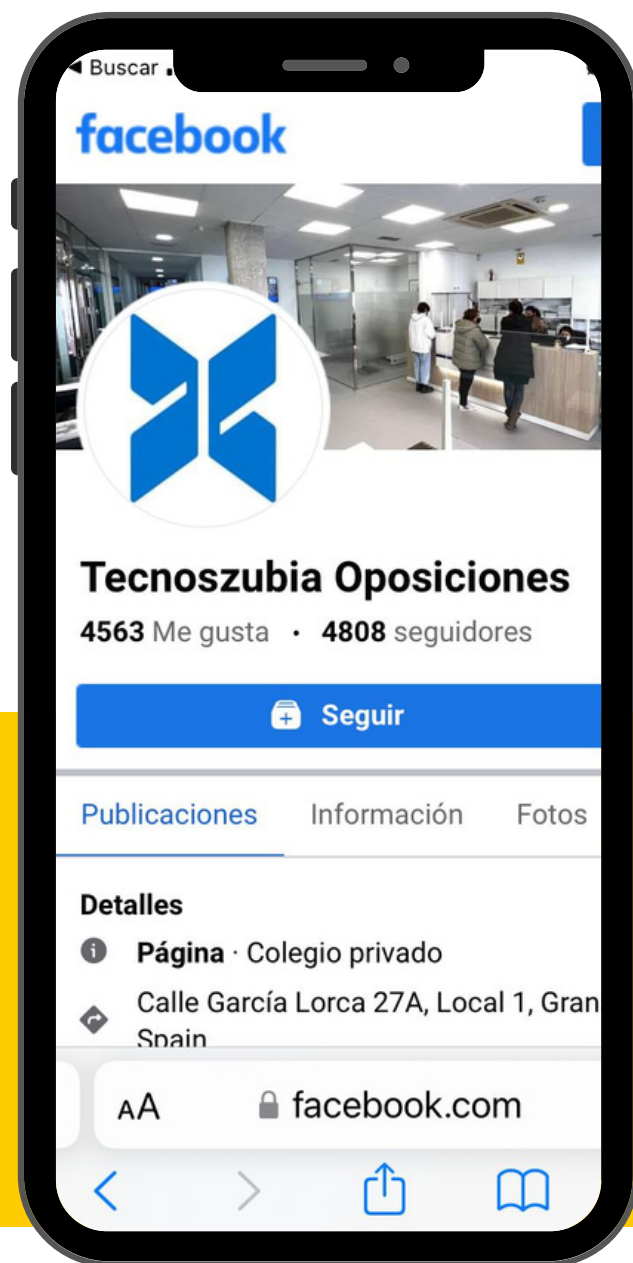 Buscar
facebook
Tecnoszubia Oposiciones
4563 Me gusta · 4808 seguidores
Seguir
Publicaciones Información Fotos
Detalles
Página · Colegio privado
Calle García Lorca 27A, Local 1, Gran
Spain
AA facebook.com